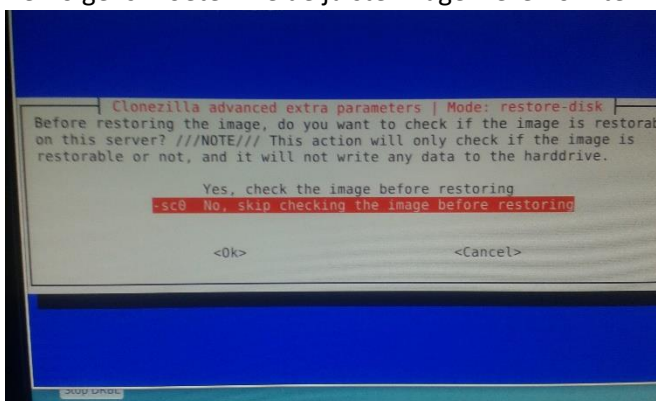 Clonezilla advanced extra parameters | Mode: restore-disk
Before restoring the image, do you want to check if the image is restorab
on this server? ///NOTE/// This action will only check if the image is
restorable or not, and it will not write any data to the harddrive.
Yes, check the image before restoring
-sc0 No, skip checking the image before restoring
<Ok> <Cancel>
Stop DRBL